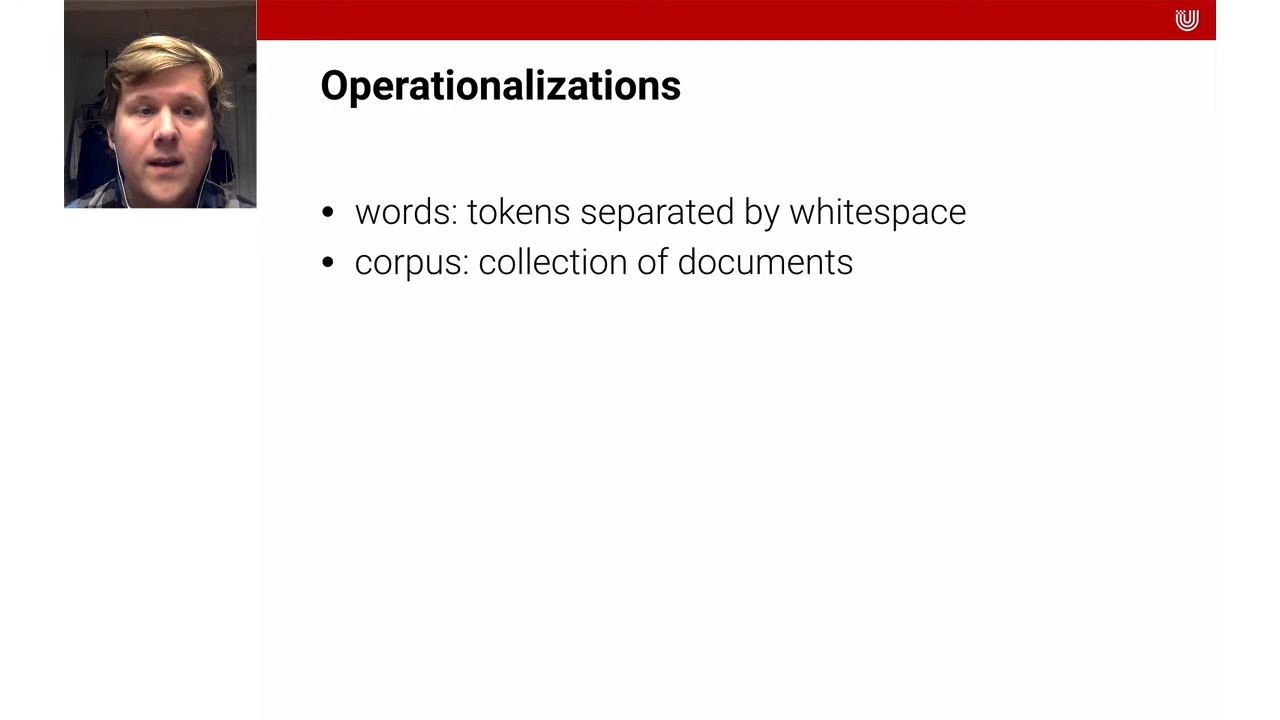 Operationalizations
• words: tokens separated by whitespace
• corpus: collection of documents